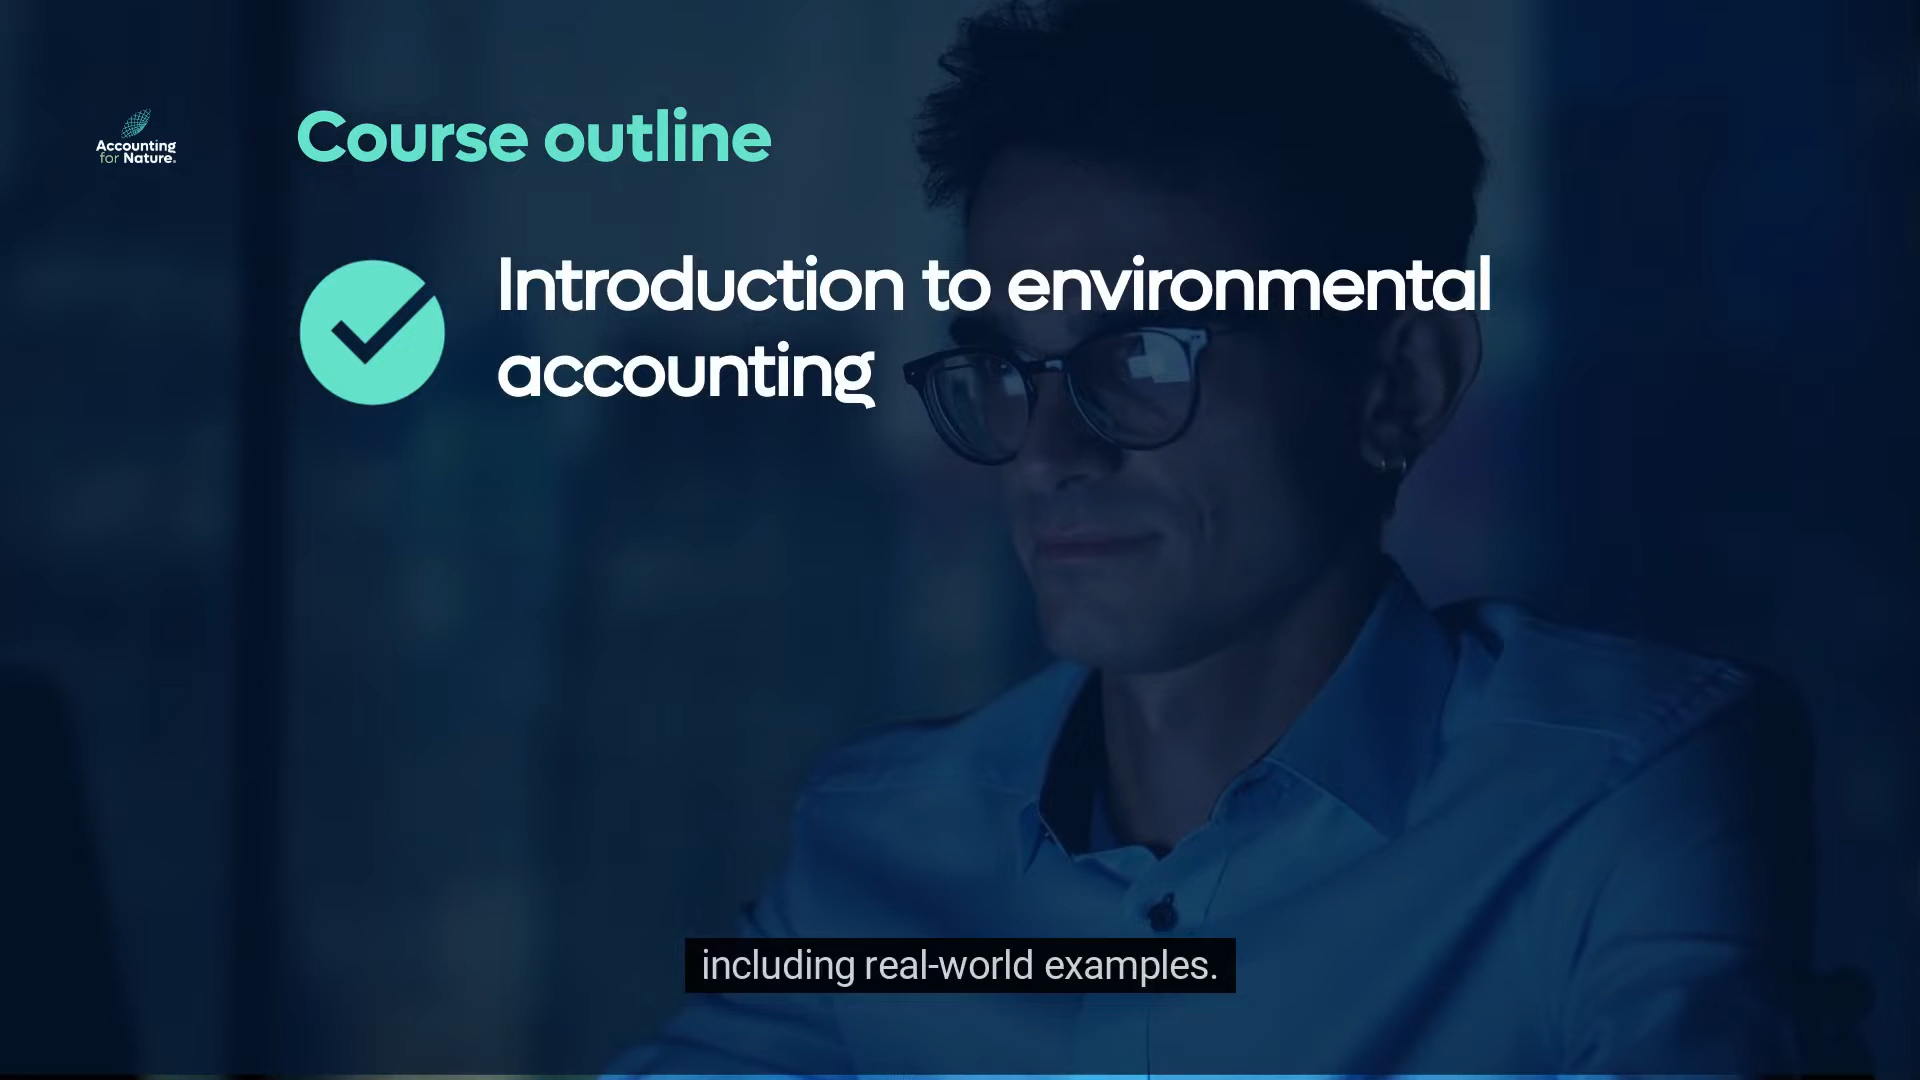 Accounting
for Nature.
Course outline
Introduction to environmental
accounting
including real-world examples.